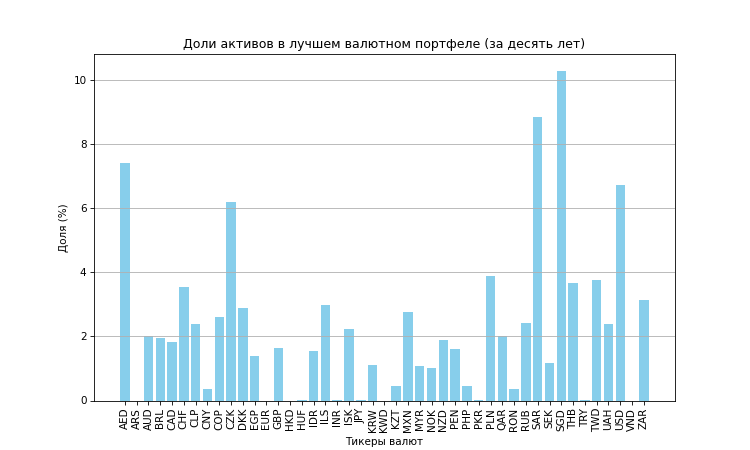 Доли активов в лучшем валютном портфеле (за десять лет)
Доля (%)
10
8
6
4
2
0
AED ARS AUD BRL CAD CHF CLP CNY COP CZK DKK EGP EUR GBP HKD HUF IDR ILS INR ISK JPY KRW KWD KZT MXN MYR NOK NZD PEN PHP PKR PLN QAR RON RUB SAR SEK SGD THB TRY TWD UAH USD VND ZAR
Тикеры валют